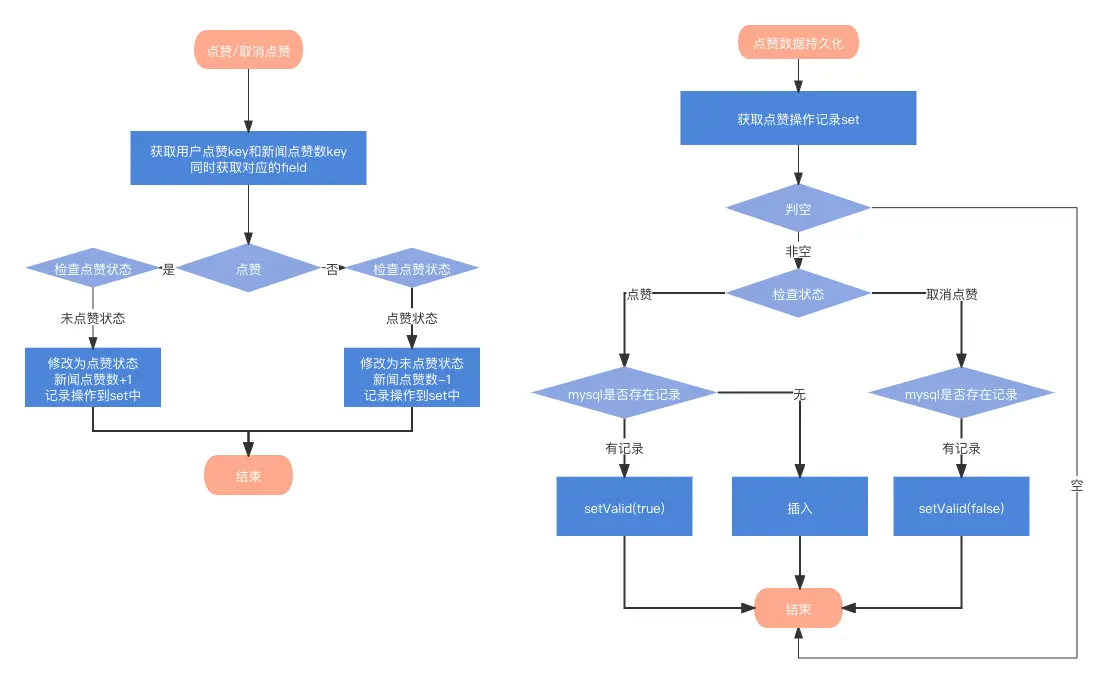 点赞/取消点赞
获取用户点赞key和新闻点赞数key
同时获取对应的field
点赞
是
否
检查点赞状态
检查点赞状态
未点赞状态
点赞状态
修改为点赞状态
新闻点赞数+1
记录操作到set中
修改为未点赞状态
新闻点赞数-1
记录操作到set中
结束
点赞数据持久化
获取点赞操作记录set
判空
非空
空
检查状态
点赞
取消点赞
mysql是否存在记录
mysql是否存在记录
无
有记录
有记录
setValid(true)
插入
setValid(false)
结束